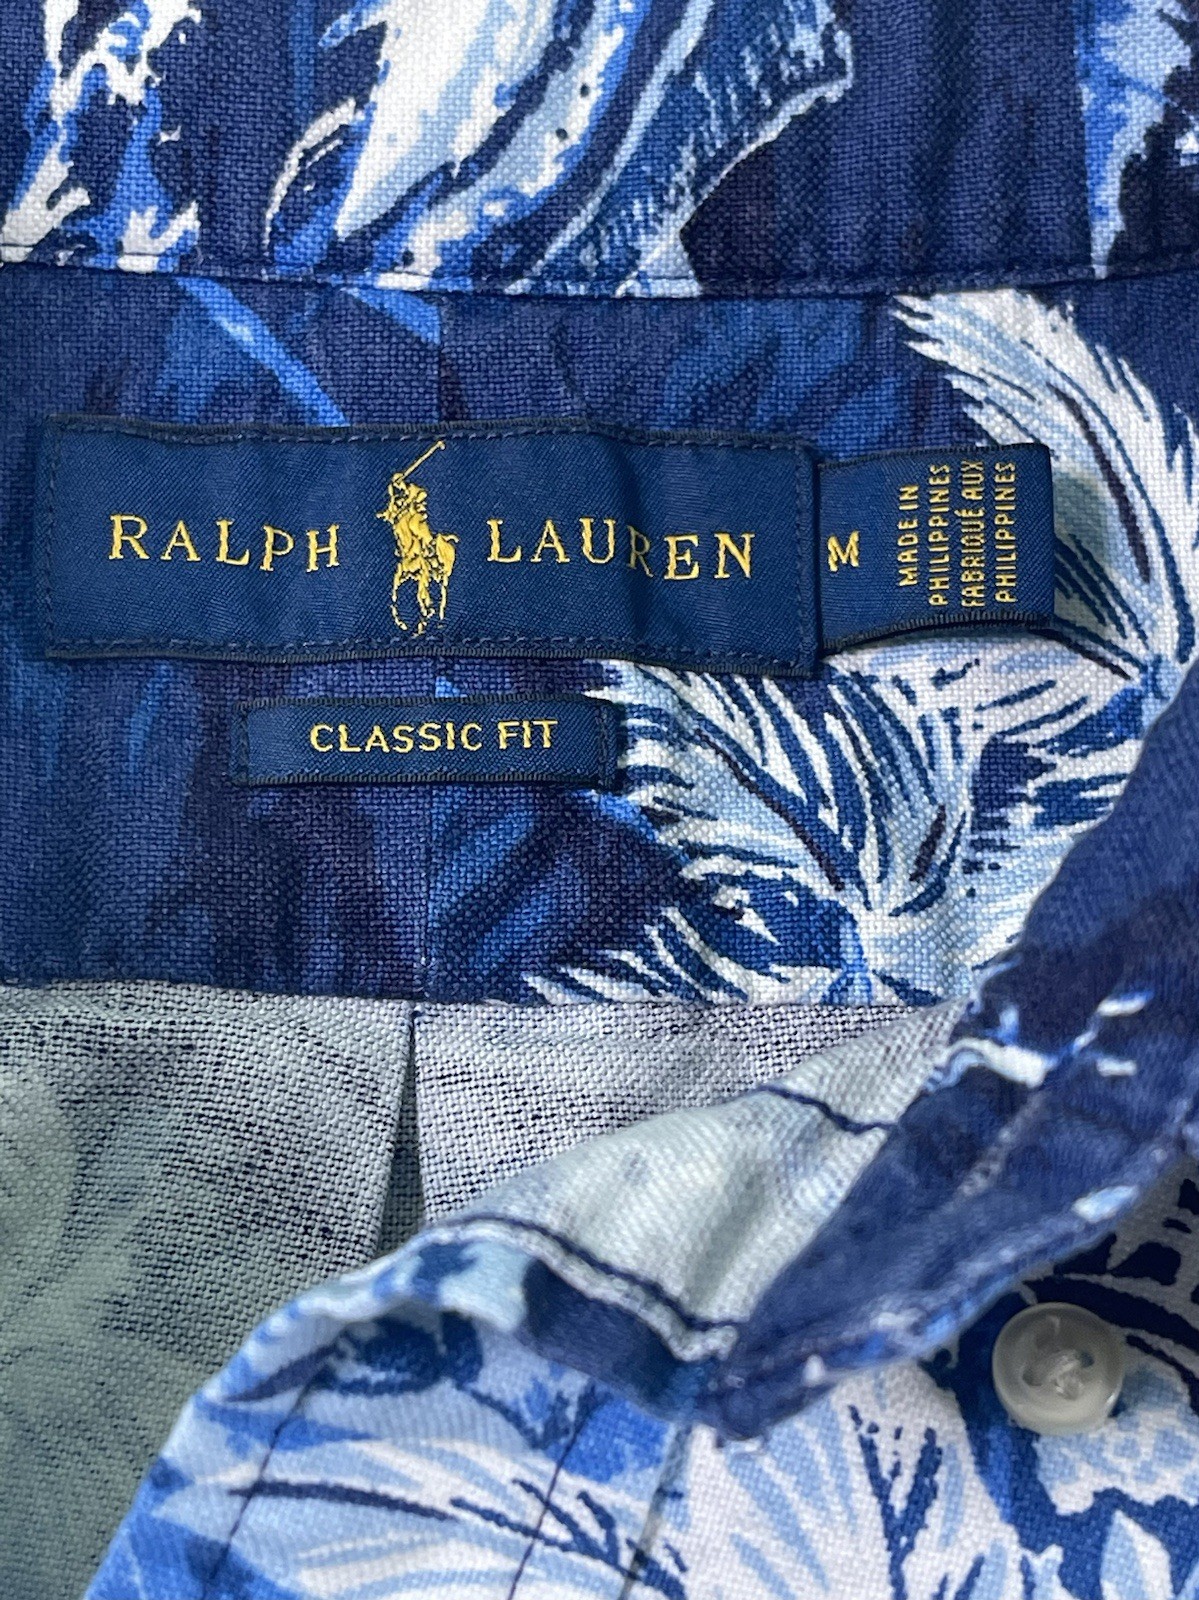 RALPH LAUREN
M
MADE IN
PHILIPPINES
FABRIQUÉ AUX
PHILIPPINES
CLASSIC FIT